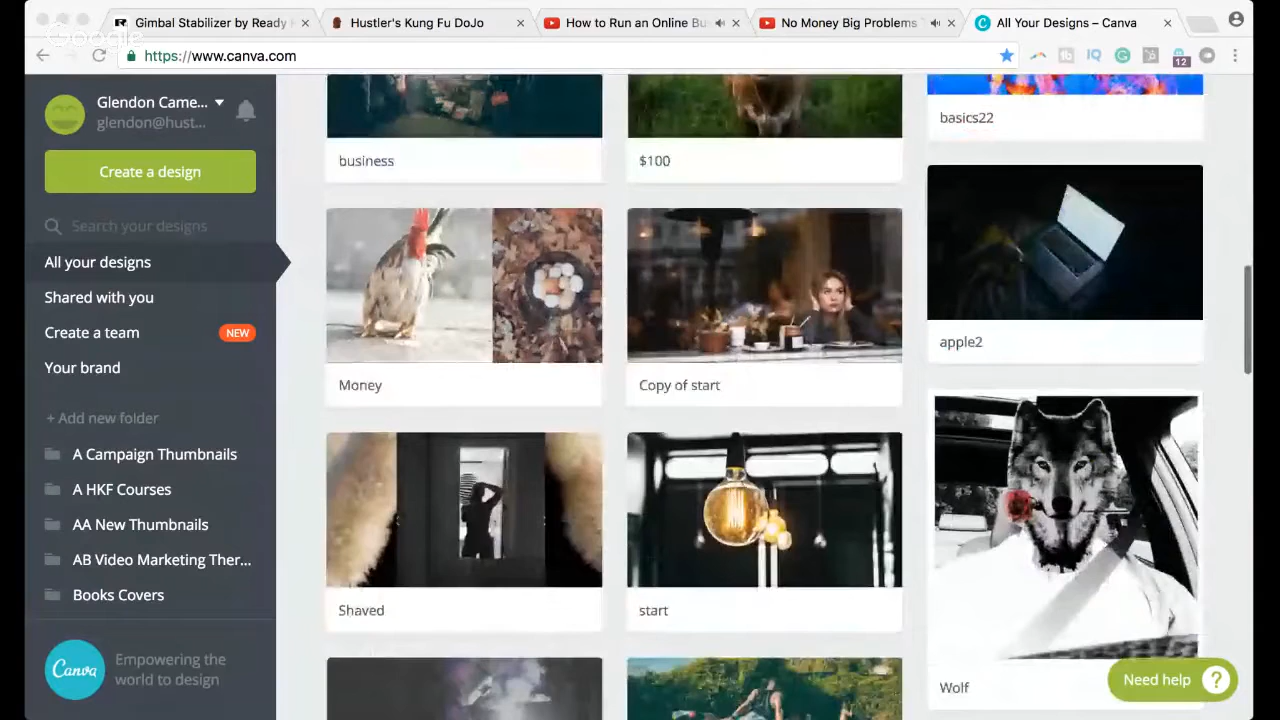 Gimbal Stabilizer by Ready
Hustler's Kung Fu DoJo
How to Run an Online Bu
No Money Big Problems
All Your Designs – Canva
Google
https://www.canva.com
12
Glendon Came...
glendon@hust...
Create a design
Search your designs
All your designs
Shared with you
Create a team
NEW
Your brand
+ Add new folder
A Campaign Thumbnails
A HKF Courses
AA New Thumbnails
AB Video Marketing Ther...
Books Covers
Canva
Empowering the
world to design
business
$100
basics22
Money
Copy of start
apple2
Shaved
start
Wolf
Need help ?